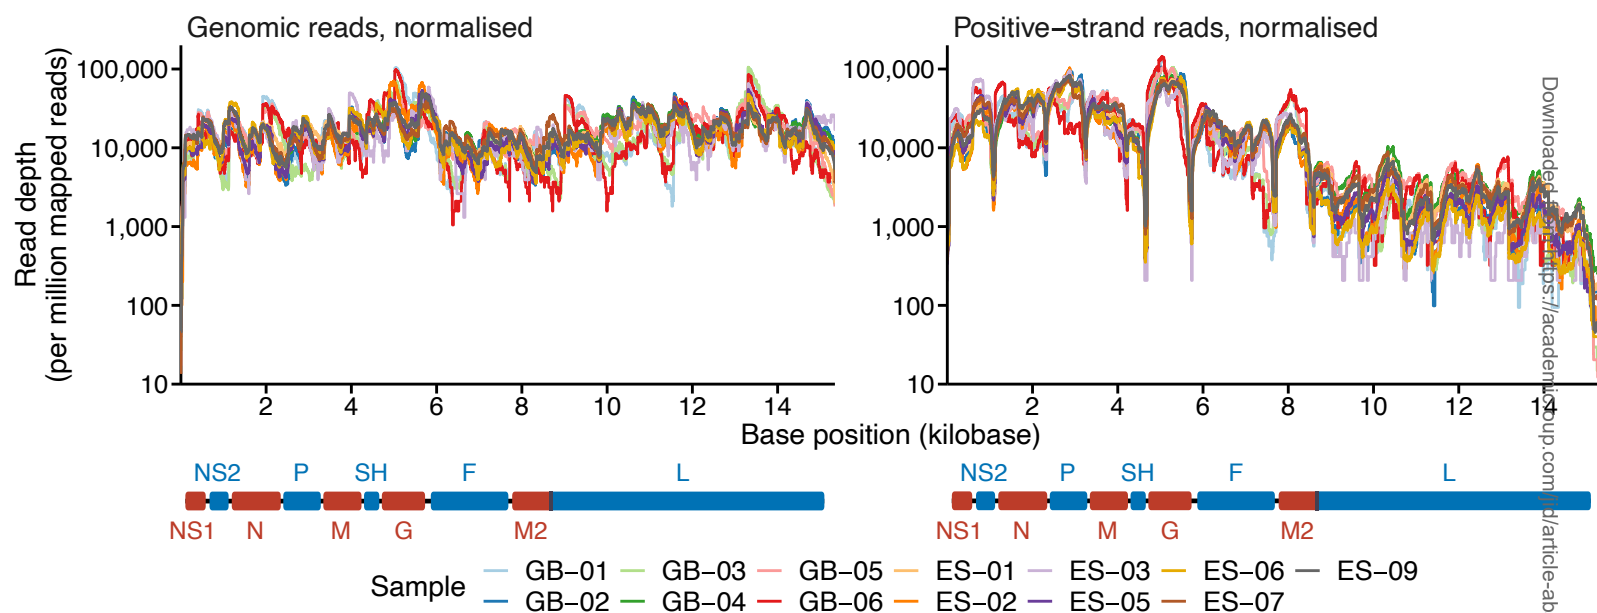 Genomic reads, normalised
Positive−strand reads, normalised
Read depth
(per million mapped reads)
100,000
10,000
1,000
100
10
2 4 6 8 10 12 14
100,000
10,000
1,000
100
10
2 4 6 8 10 12 14
Base position (kilobase)
NS2 P SH F L
NS1 N M G M2
NS2 P SH F L
NS1 N M G M2
Sample
GB−01 GB−03 GB−05 ES−01 ES−03 ES−06 ES−09
GB−02 GB−04 GB−06 ES−02 ES−05 ES−07